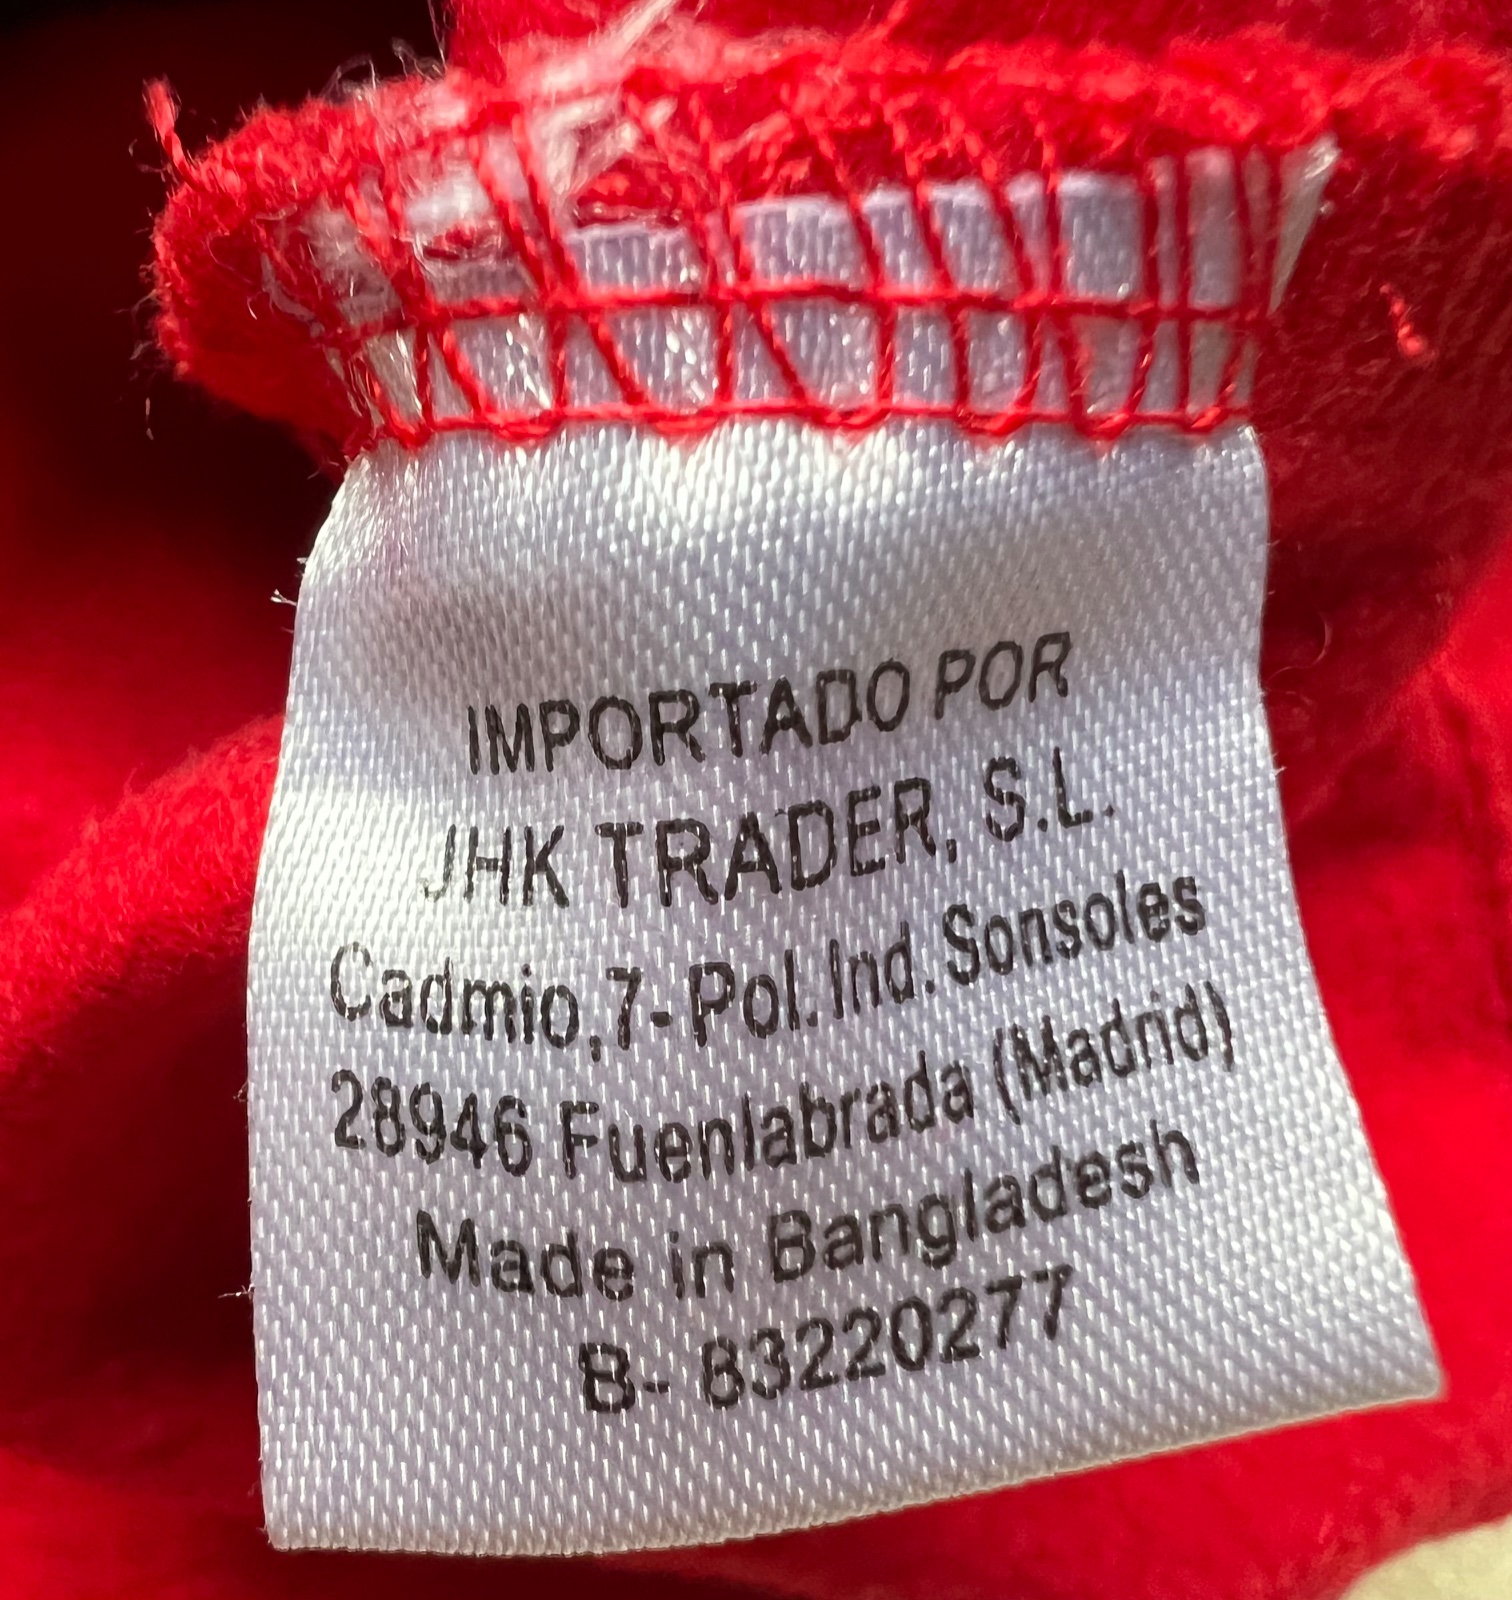 IMPORTADO POR
JHK TRADER, S.L.
Cadmio,7- Pol. Ind. Sonsoles
28946 Fuenlabrada (Madrid)
Made in Bangladesh
B- 83220277